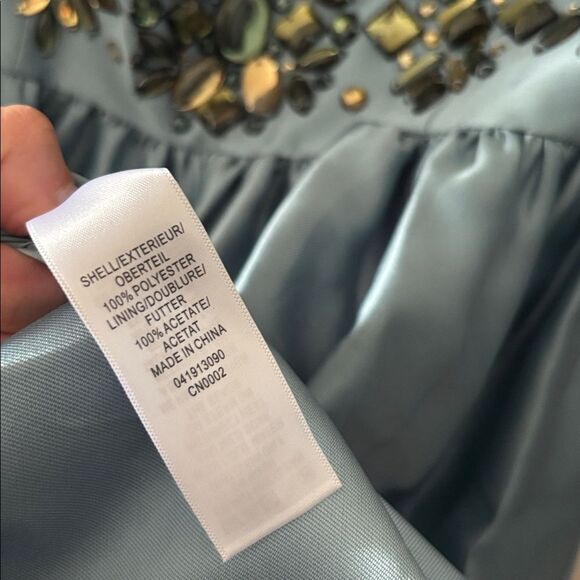 SHELL/EXTERIEUR/
OBERTEIL
100% POLYESTER
LINING/DOUBLURE/
FUTTER
100% ACETATE/
ACETAT
MADE IN CHINA
041913090
CN0002